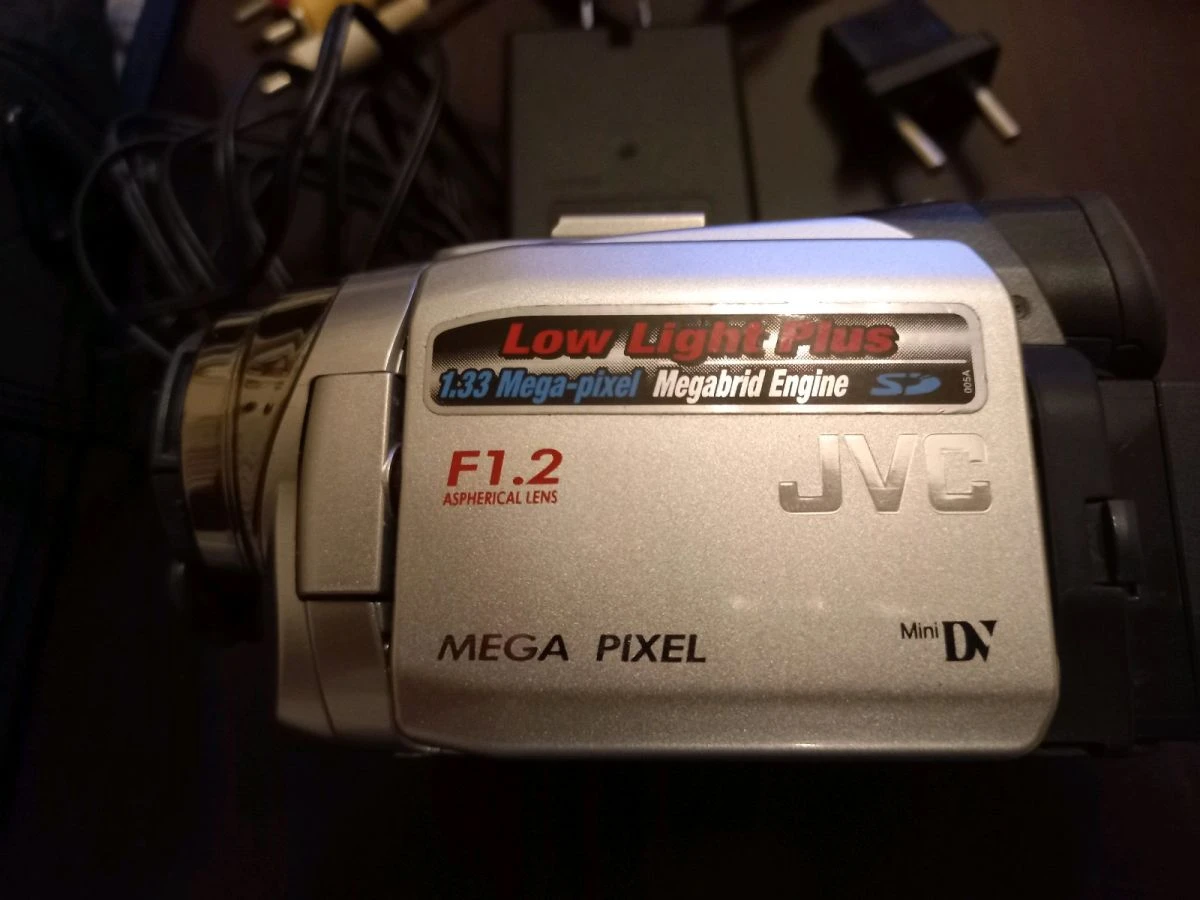 Low Light Plus
1.33 Mega-pixel Megabrid Engine SD
005A
F1.2
ASPHERICAL LENS
JVC
MEGA PIXEL
Mini DV